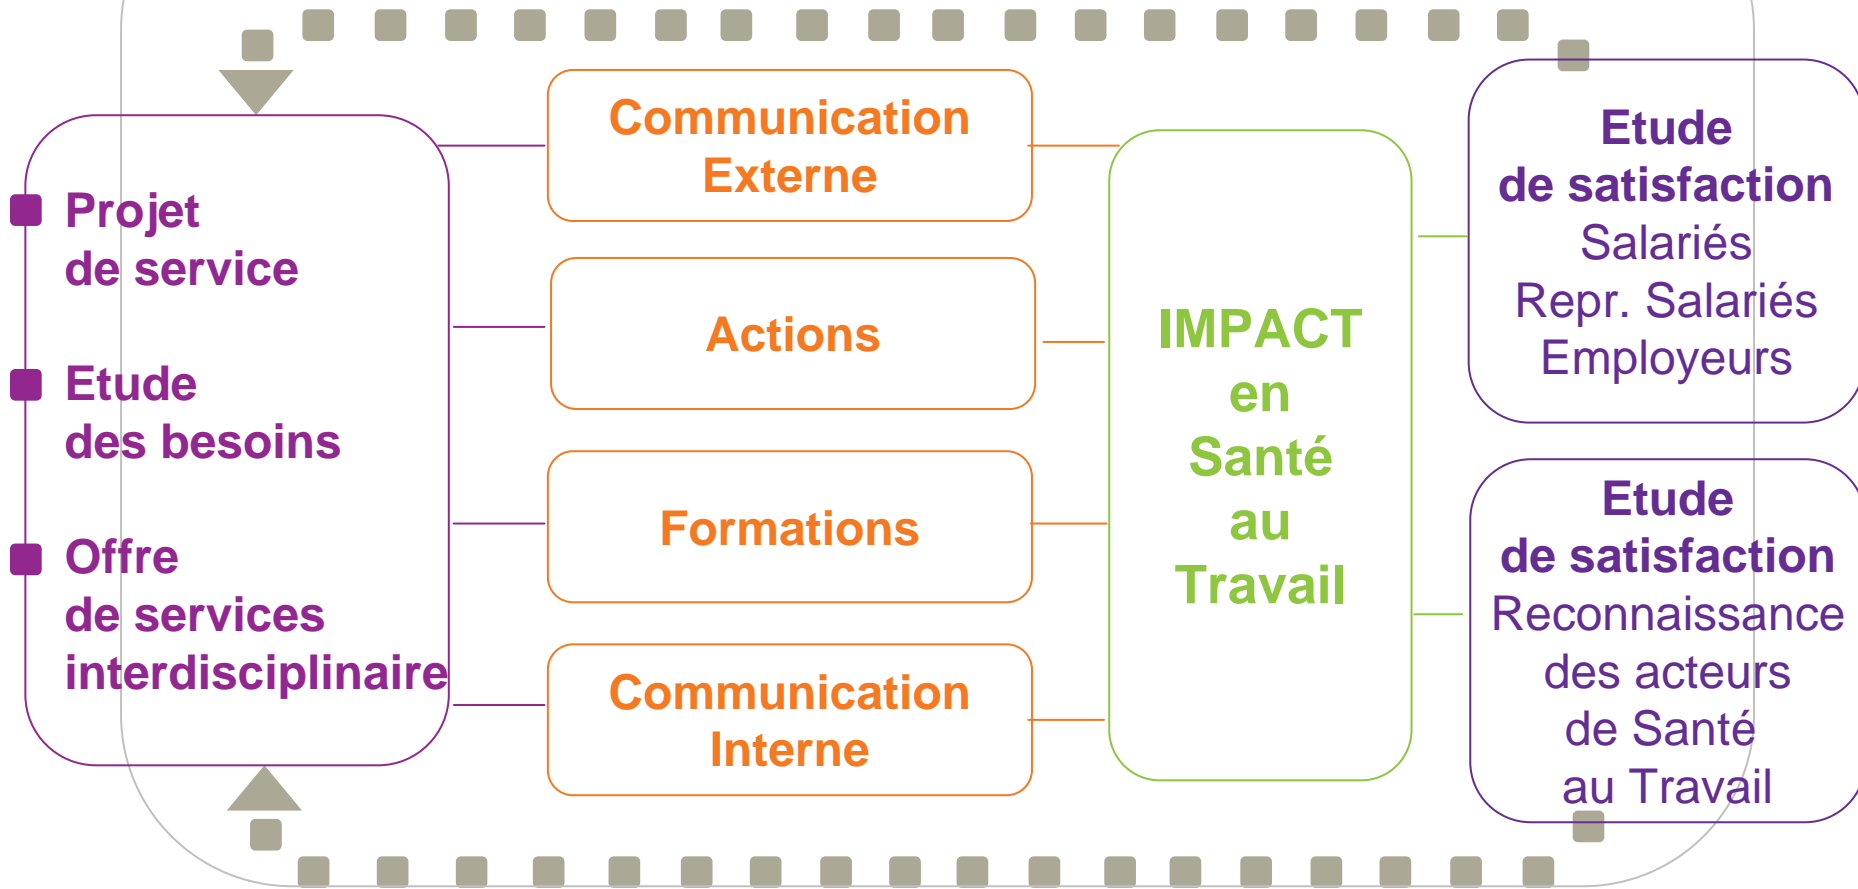 Projet
de service
Etude
des besoins
Offre
de services
interdisciplinaire
Communication
Externe
Actions
Formations
Communication
Interne
IMPACT
en
Santé
au
Travail
Etude
de satisfaction
Salariés
Repr. Salariés
Employeurs
Etude
de satisfaction
Reconnaissance
des acteurs
de Santé
au Travail